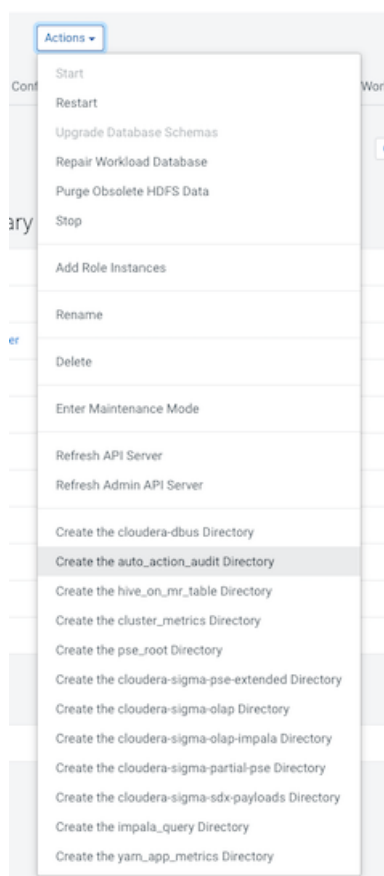 Actions
Conf
Wor
Start
Restart
Upgrade Database Schemas
Repair Workload Database
Purge Obsolete HDFS Data
ary
Stop
Add Role Instances
Rename
er
Delete
Enter Maintenance Mode
Refresh API Server
Refresh Admin API Server
Create the cloudera-dbus Directory
Create the auto_action_audit Directory
Create the hive_on_mr_table Directory
Create the cluster_metrics Directory
Create the pse_root Directory
Create the cloudera-sigma-pse-extended Directory
Create the cloudera-sigma-olap Directory
Create the cloudera-sigma-olap-impala Directory
Create the cloudera-sigma-partial-pse Directory
Create the cloudera-sigma-sdx-payloads Directory
Create the impala_query Directory
Create the yarn_app_metrics Directory